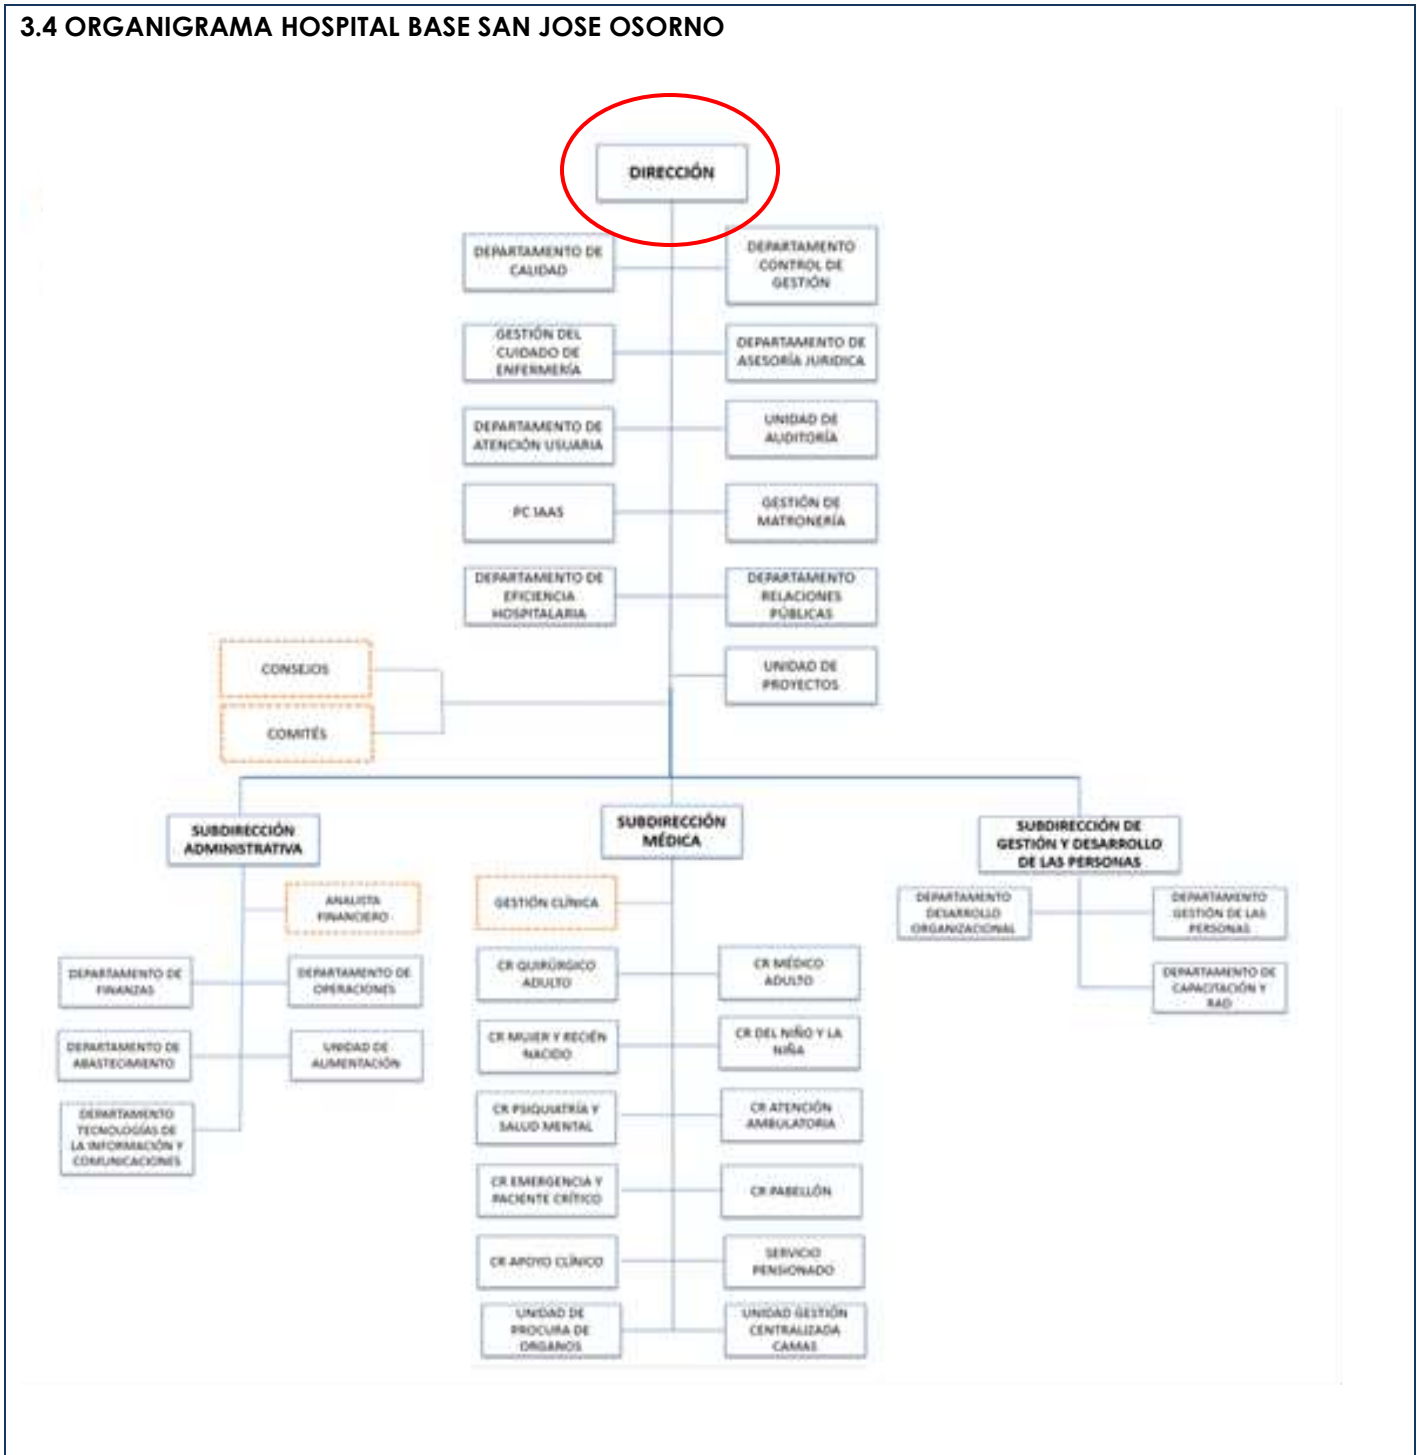 3.4 ORGANIGRAMA HOSPITAL BASE SAN JOSE OSORNO
DIRECCIÓN
DEPARTAMENTO DE
CALIDAD
DEPARTAMENTO
CONTROL DE
GESTIÓN
GESTIÓN DEL
CUIDADO DE
ENFERMERÍA
DEPARTAMENTO DE
ASESORÍA JURIDICA
DEPARTAMENTO DE
ATENCIÓN USUARIA
UNIDAD DE
AUDITORÍA
PC IAAS
GESTIÓN DE
MATRONERÍA
DEPARTAMENTO DE
EFICIENCIA
HOSPITALARIA
DEPARTAMENTO
RELACIONES
PÚBLICAS
CONSEJOS
UNIDAD DE
PROYECTOS
COMITÉS
SUBDIRECCIÓN
ADMINISTRATIVA
SUBDIRECCIÓN
MÉDICA
SUBDIRECCIÓN DE
GESTIÓN Y DESARROLLO
DE LAS PERSONAS
ANALISTA
FINANCIERO
DEPARTAMENTO DE
FINANZAS
DEPARTAMENTO DE
OPERACIONES
DEPARTAMENTO DE
ABASTECIMIENTO
UNIDAD DE
ALIMENTACIÓN
DEPARTAMENTO
TECNOLOGÍAS DE
LA INFORMACIÓN Y
COMUNICACIONES
GESTIÓN CLÍNICA
CR QUIRÚRGICO
ADULTO
CR MÉDICO
ADULTO
CR MUJER Y RECIÉN
NACIDO
CR DEL NIÑO Y LA
NIÑA
CR PSIQUIATRÍA Y
SALUD MENTAL
CR ATENCIÓN
AMBULATORIA
CR EMERGENCIA Y
PACIENTE CRÍTICO
CR PABELLÓN
CR APOYO CLÍNICO
SERVICIO
PENSIONADO
UNIDAD DE
PROCURA DE
ORGANOS
UNIDAD GESTIÓN
CENTRALIZADA
CAMAS
DEPARTAMENTO
DESARROLLO
ORGANIZACIONAL
DEPARTAMENTO
GESTIÓN DE LAS
PERSONAS
DEPARTAMENTO DE
CAPACITACIÓN Y
RAD